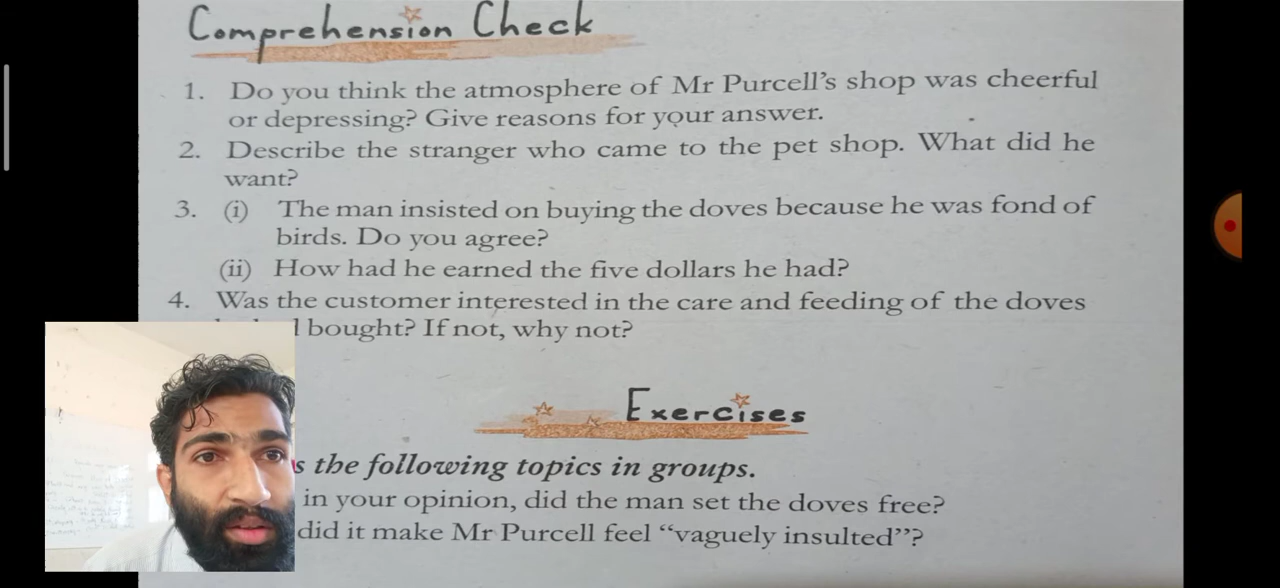 Comprehension Check
1. Do you think the atmosphere of Mr Purcell's shop was cheerful
or depressing? Give reasons for your answer.
2. Describe the stranger who came to the pet shop. What did he
want?
3. (i) The man insisted on buying the doves because he was fond of
birds. Do you agree?
(ii) How had he earned the five dollars he had?
4. Was the customer interested in the care and feeding of the doves
bought? If not, why not?
Exercises
the following topics in groups.
in your opinion, did the man set the doves free?
did it make Mr Purcell feel “vaguely insulted”?